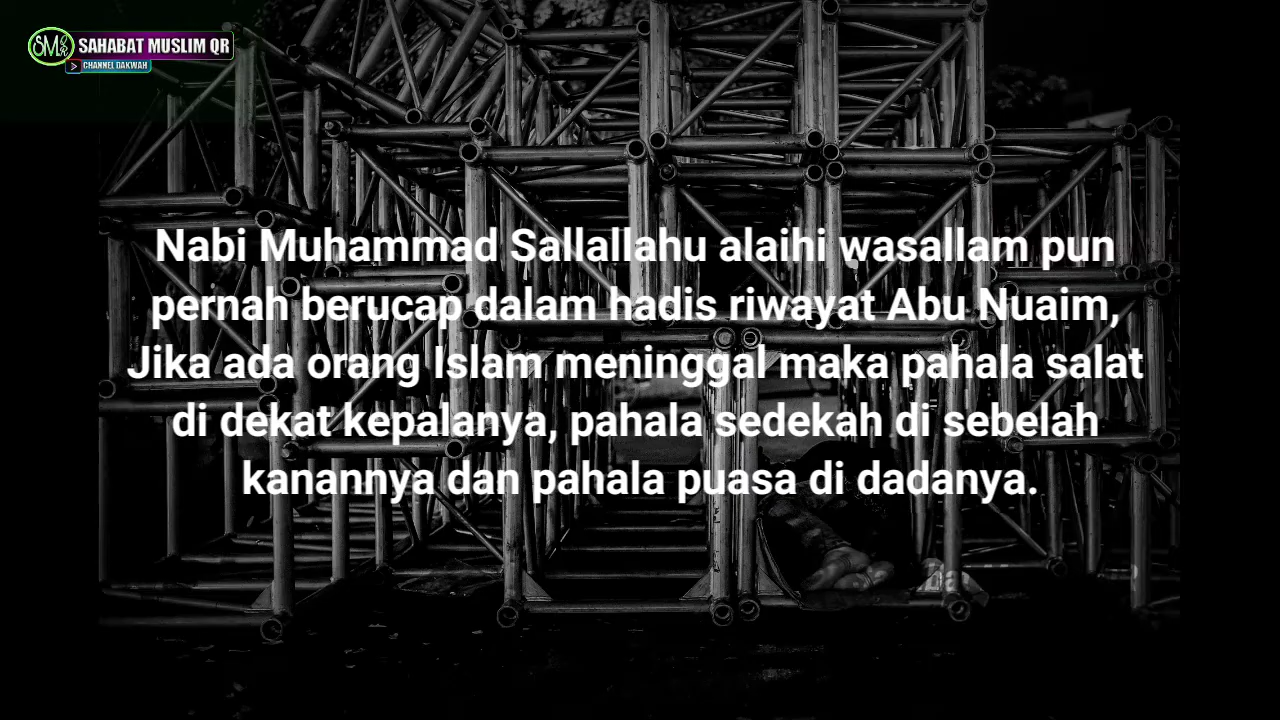 SMQR
SAHABAT MUSLIM QR
CHANNEL DAKWAH
Nabi Muhammad Sallallahu alaihi wasallam pun
pernah berucap dalam hadis riwayat Abu Nuaim,
Jika ada orang Islam meninggal maka pahala salat
di dekat kepalanya, pahala sedekah di sebelah
kanannya dan pahala puasa di dadanya.